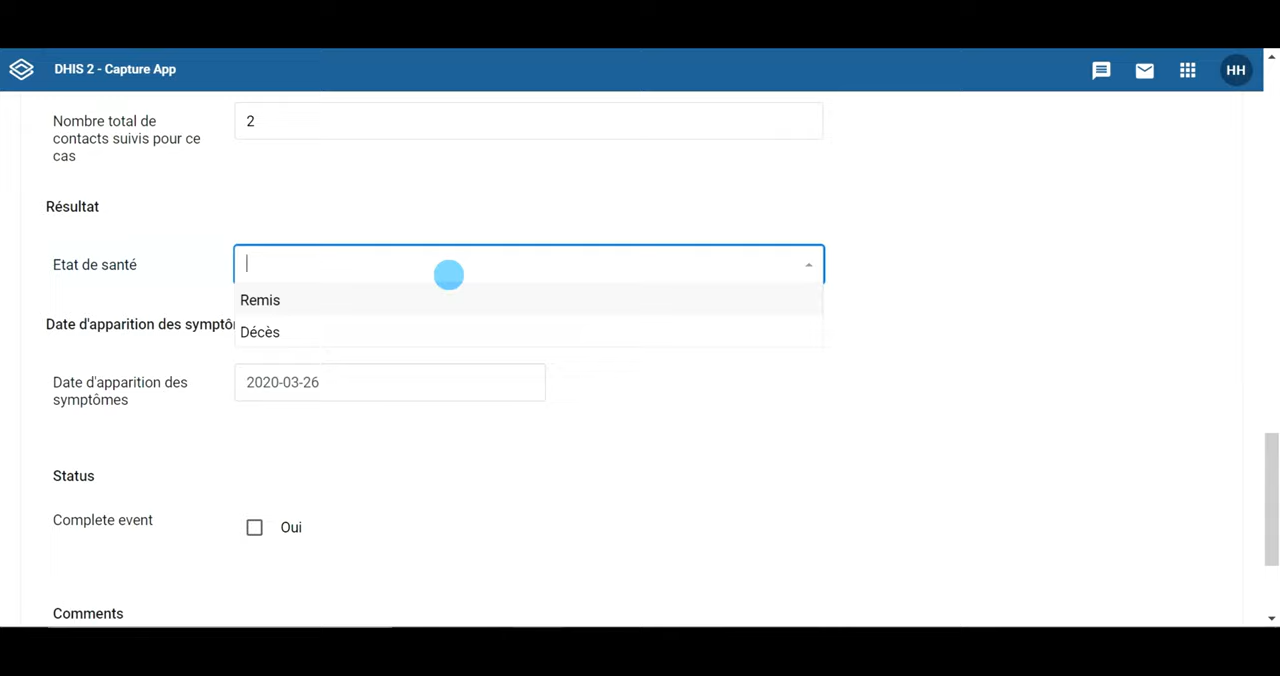 DHIS 2 - Capture App
HH
Nombre total de
contacts suivis pour ce
cas
2
Résultat
Etat de santé
Remis
Décès
Date d'apparition des symptô
Date d'apparition des
symptômes
2020-03-26
Status
Complete event
Oui
Comments